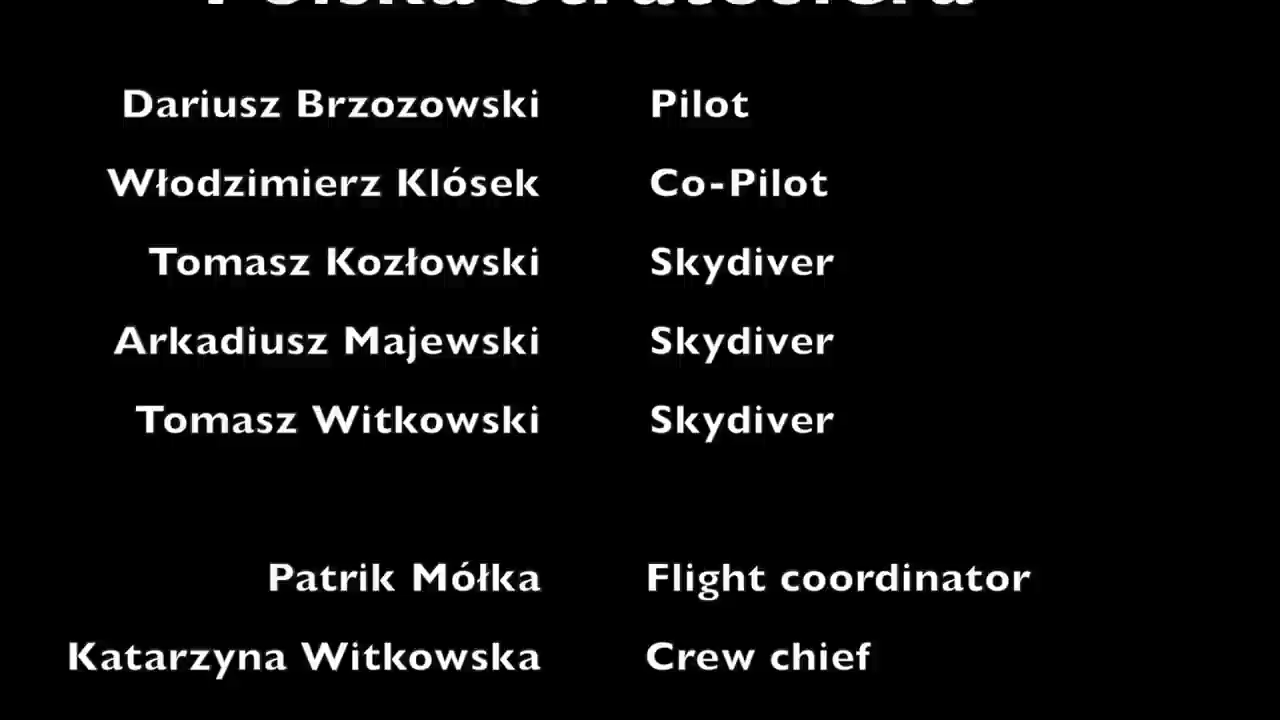 Dariusz Brzozowski Pilot
Włodzimierz Klósek Co-Pilot
Tomasz Kozłowski Skydiver
Arkadiusz Majewski Skydiver
Tomasz Witkowski Skydiver
Patrik Mółka Flight coordinator
Katarzyna Witkowska Crew chief